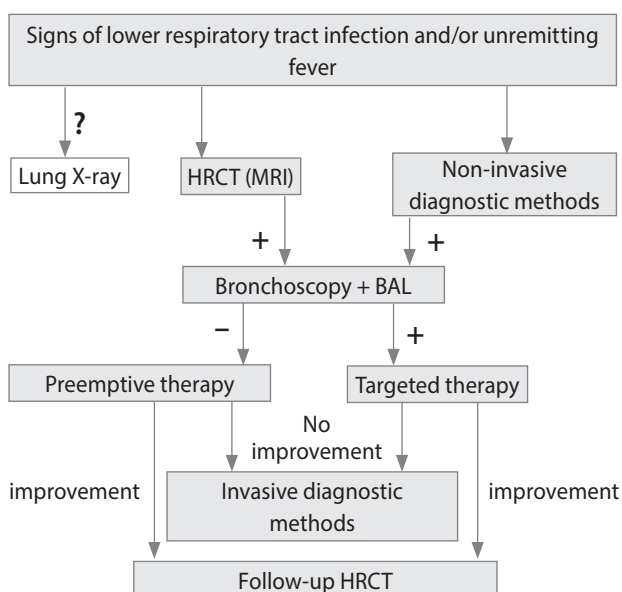 Signs of lower respiratory tract infection and/or unremitting
fever
?
Lung X-ray
HRCT (MRI)
Non-invasive
diagnostic methods
+
+
Bronchoscopy + BAL
–
+
Preemptive therapy
Targeted therapy
No
improvement
improvement
Invasive diagnostic
methods
improvement
Follow-up HRCT